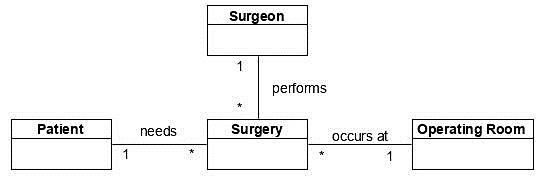 Surgeon
1
performs
*
Patient
needs
Surgery
occurs at
Operating Room
1
*
*
1